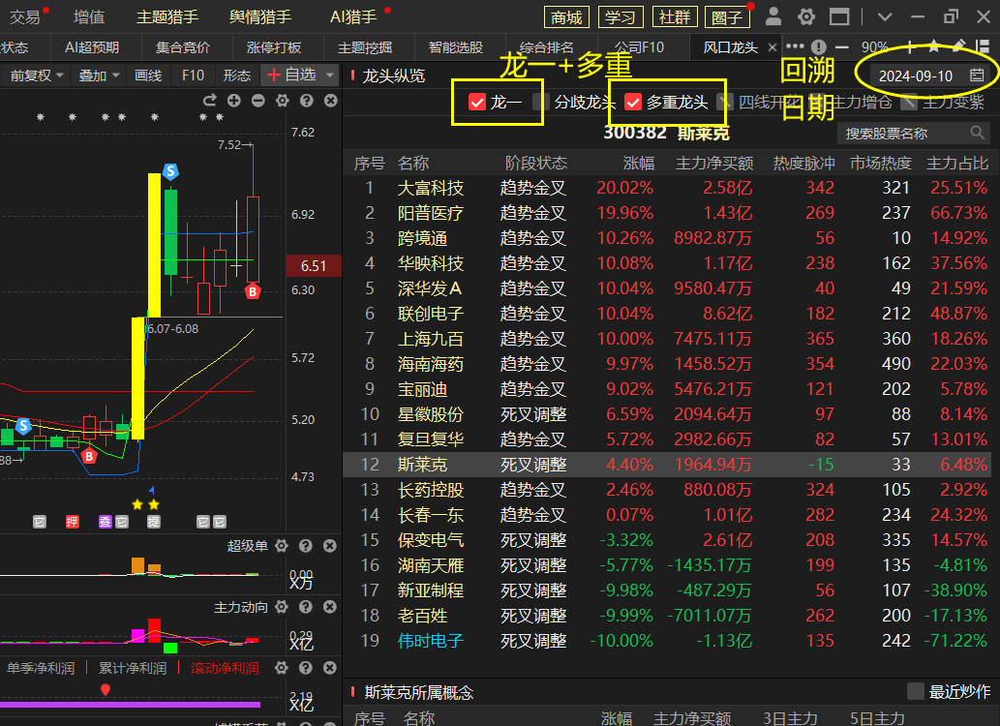 交易 增值 主题猎手 舆情猎手 AI猎手 商城 学习 社群 圈子
状态 AI超预期 集合竞价 涨停打板 主题挖掘 智能选股 综合排名 公司F10 风口龙头 90%
前复权 叠加 画线 F10 形态 +自选 龙头纵览 龙一+多重 回溯日期 2024-09-10
龙一 分歧龙头 多重龙头 四线开花 主力增仓 主力变紫
300382 斯莱克 搜索股票名称
序号 名称 阶段状态 涨幅 主力净买额 热度脉冲 市场热度 主力占比
1 大富科技 趋势金叉 20.02% 2.58亿 342 321 25.51%
2 阳普医疗 趋势金叉 19.96% 1.43亿 269 237 66.73%
3 跨境通 趋势金叉 10.26% 8982.87万 56 10 14.92%
4 华映科技 趋势金叉 10.08% 1.17亿 238 162 37.56%
5 深华发A 趋势金叉 10.04% 9580.47万 40 49 21.59%
6 联创电子 趋势金叉 10.04% 8.62亿 182 212 48.87%
7 上海九百 趋势金叉 10.00% 7475.11万 365 360 18.26%
8 海南海药 趋势金叉 9.97% 1458.52万 354 490 22.03%
9 宝丽迪 趋势金叉 9.02% 5476.21万 121 202 5.78%
10 星徽股份 死叉调整 6.59% 2094.64万 97 88 8.14%
11 复旦复华 死叉调整 5.72% 2982.66万 82 57 13.01%
12 斯莱克 死叉调整 4.40% 1964.94万 -15 33 6.48%
13 长药控股 死叉调整 2.46% 880.08万 324 105 2.92%
14 长春一东 死叉调整 0.07% 1.01亿 282 234 24.32%
15 保变电气 死叉调整 -3.32% 2.61亿 208 335 14.57%
16 湖南天雁 死叉调整 -5.77% -1435.17万 199 135 -4.81%
17 新亚制程 死叉调整 -9.98% -487.29万 56 107 -38.90%
18 老百姓 死叉调整 -9.99% -7011.07万 262 200 -17.13%
19 伟时电子 死叉调整 -10.00% -1.13亿 135 242 -71.22%
斯莱克所属概念 最近炒作
序号 名称 涨幅 主力净买额 3日主力 5日主力
7.62
7.52→
S
6.92
6.51
6.30
B
6.07-6.08
5.72
5.20
S
B
88→
4.73
押 提
超级单
0.00
X万
主力动向
0.29
X亿
单季净利润 累计净利润 滚动净利润
2.19
X亿